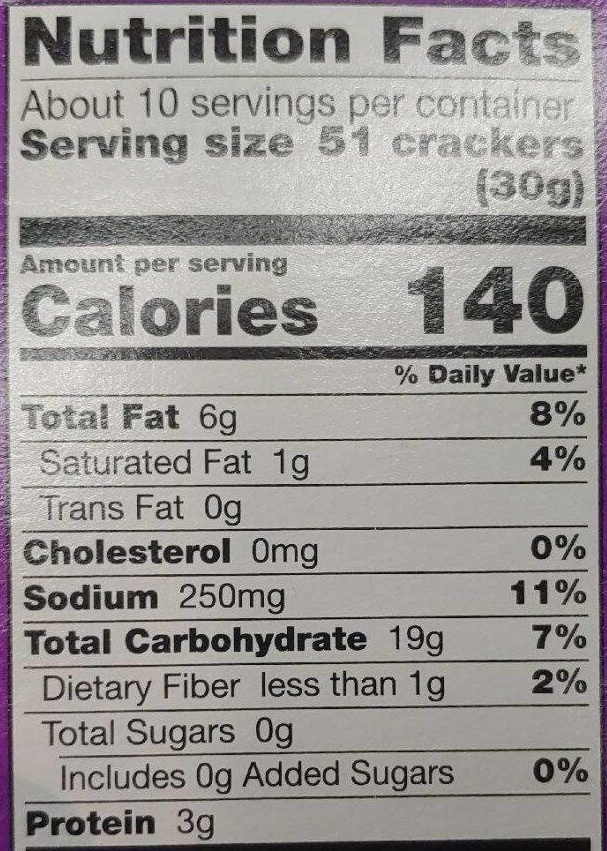 Nutrition Facts
About 10 servings per container
Serving size 51 crackers
(30g)
Amount per serving
Calories 140
% Daily Value*
Total Fat 6g 8%
Saturated Fat 1g 4%
Trans Fat 0g
Cholesterol 0mg 0%
Sodium 250mg 11%
Total Carbohydrate 19g 7%
Dietary Fiber less than 1g 2%
Total Sugars 0g
Includes 0g Added Sugars 0%
Protein 3g